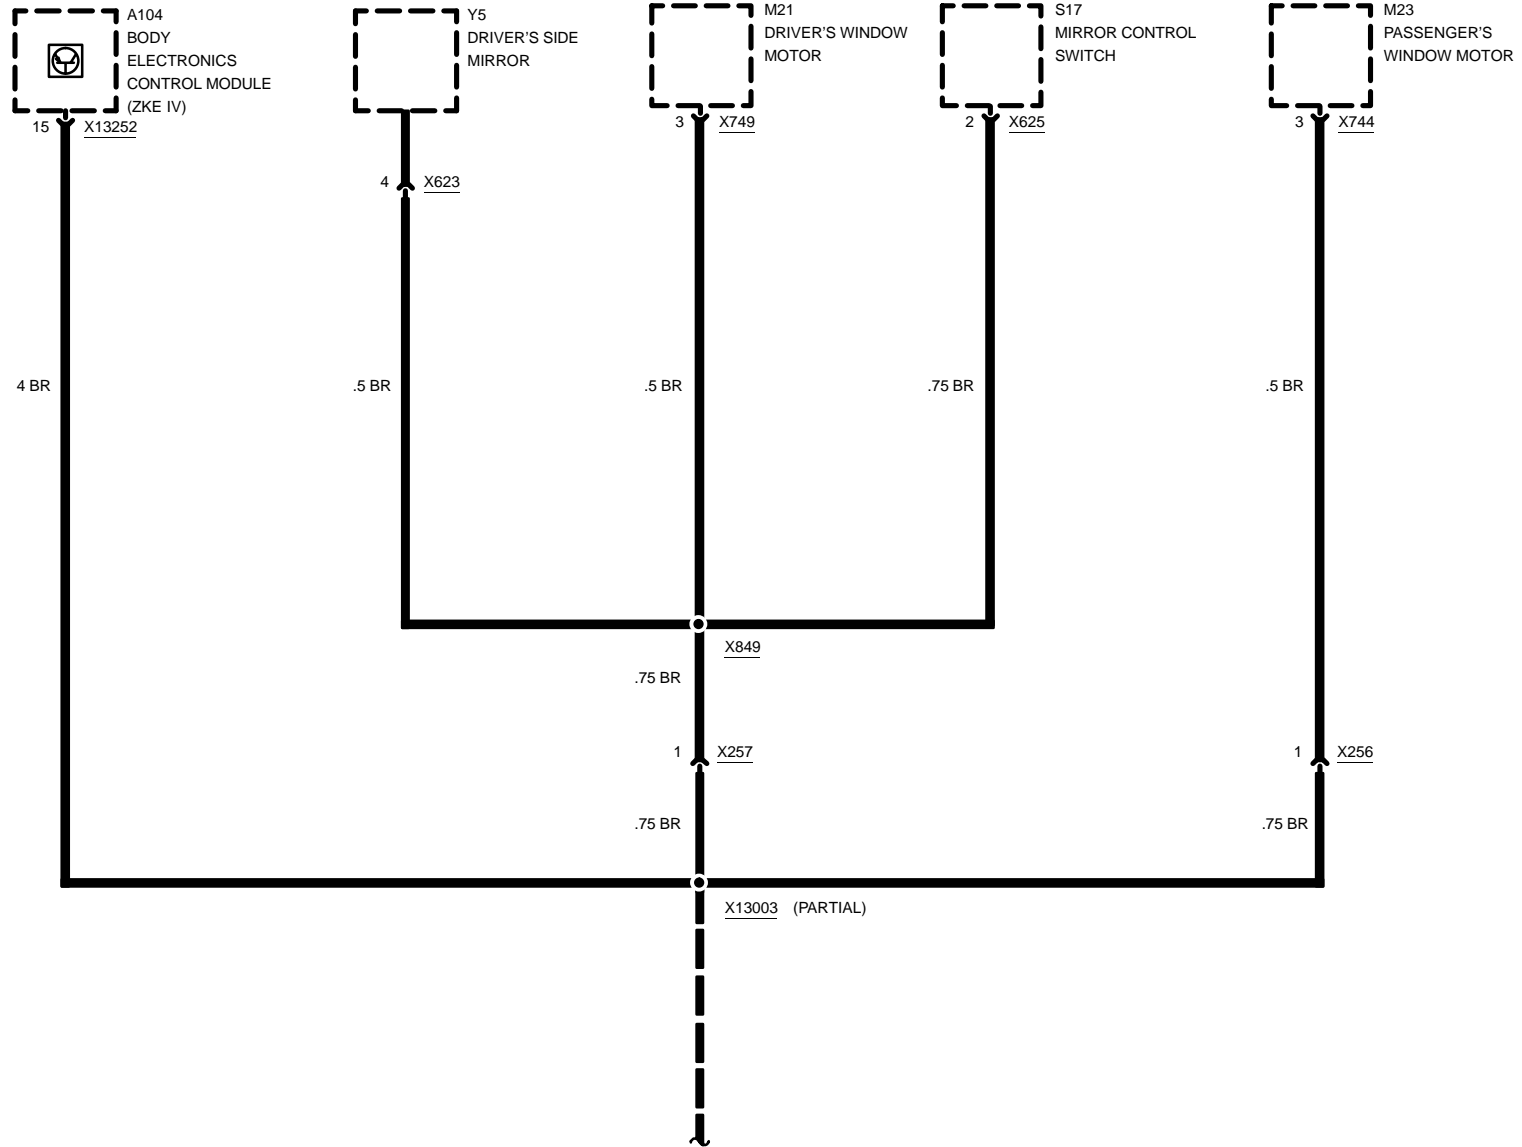 A104
BODY
ELECTRONICS
CONTROL MODULE
(ZKE IV)
Y5
DRIVER'S SIDE
MIRROR
M21
DRIVER'S WINDOW
MOTOR
S17
MIRROR CONTROL
SWITCH
M23
PASSENGER'S
WINDOW MOTOR
15 X13252
3 X749
2 X625
3 X744
4 X623
4 BR
.5 BR
.5 BR
.75 BR
.5 BR
X849
.75 BR
1 X257
1 X256
.75 BR
.75 BR
X13003 (PARTIAL)